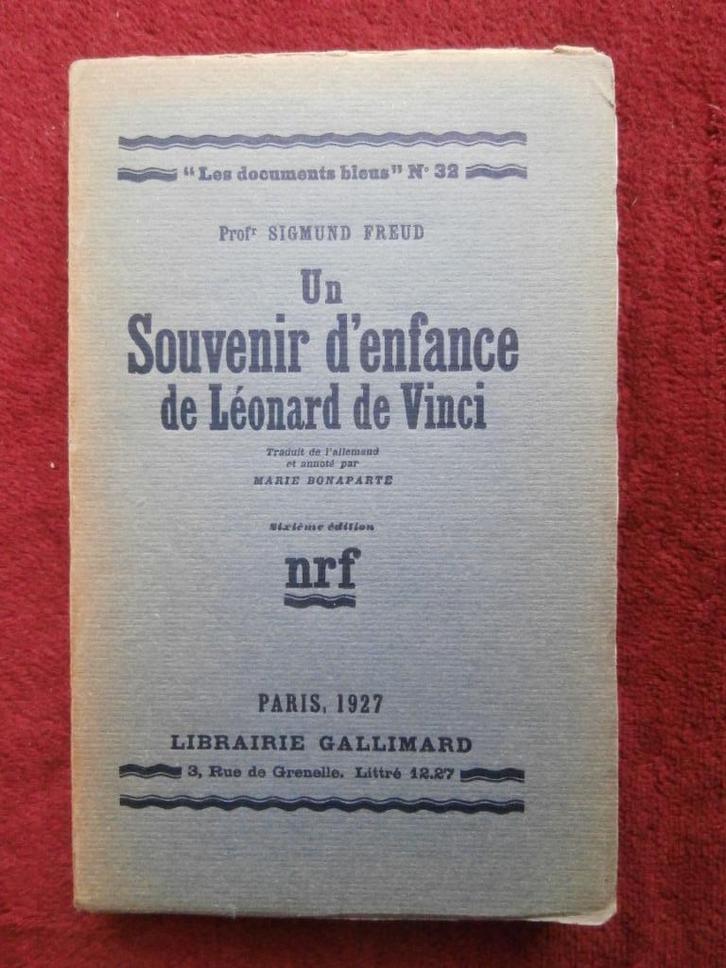 "Les documents bleus" N° 32
Profʳ SIGMUND FREUD
Un
Souvenir d'enfance
de Léonard de Vinci
Traduit de l'allemand
et annoté par
MARIE BONAPARTE
Sixième édition
nrf
PARIS, 1927
LIBRAIRIE GALLIMARD
3, Rue de Grenelle. Littré 12.27